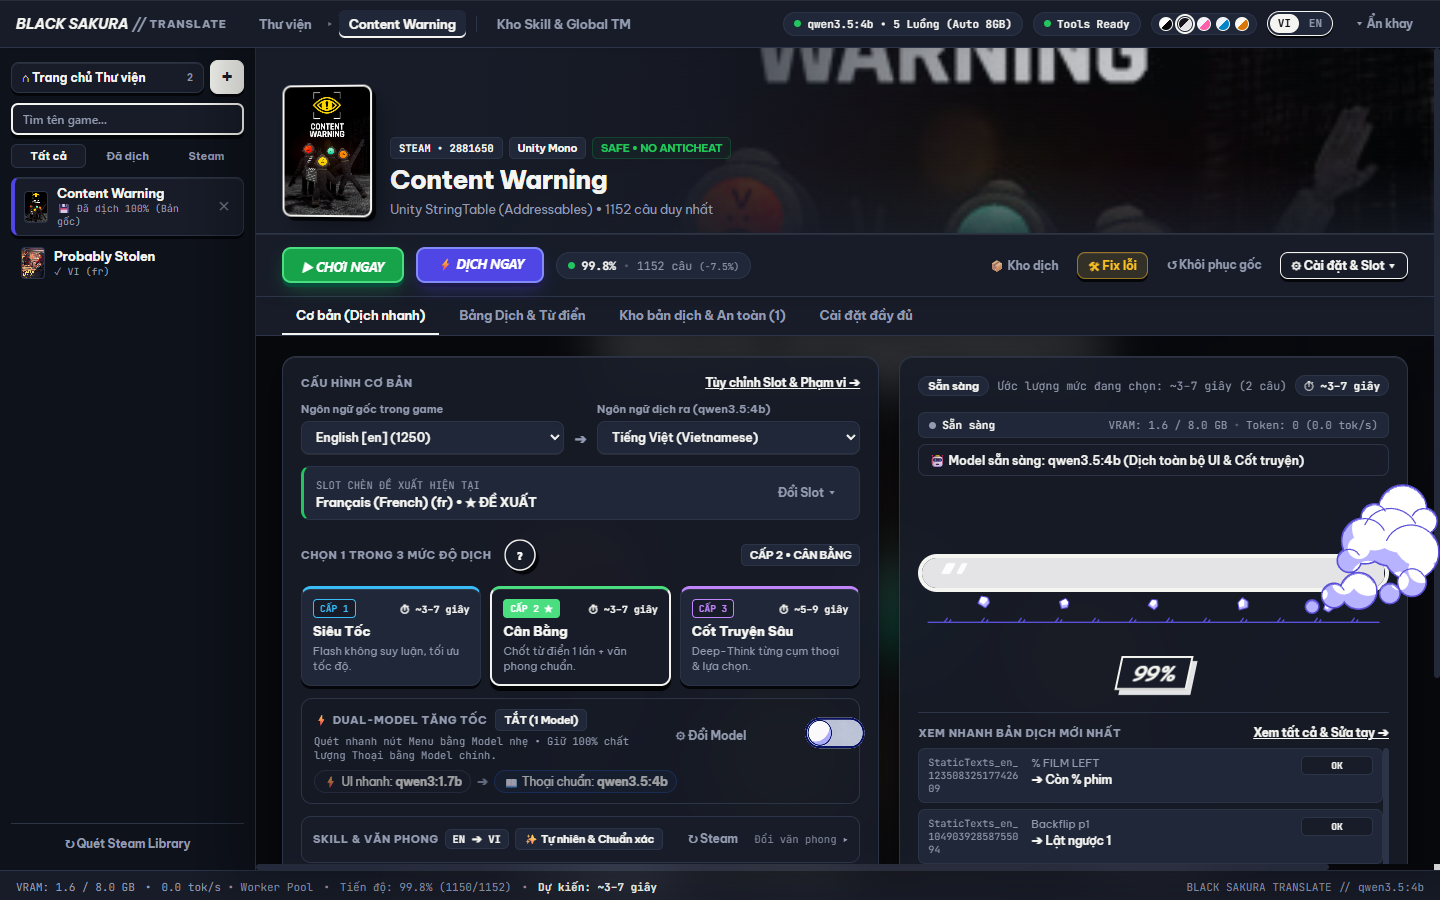 BLACK SAKURA // TRANSLATE
Thư viện ▸ Content Warning
Kho Skill & Global TM
qwen3.5:4b • 5 Luồng (Auto 8GB)
Tools Ready
VI EN
▾ Ẩn khay
⌂ Trang chủ Thư viện 2
+
Tìm tên game...
Tất cả
Đã dịch
Steam
Content Warning
💾 Đã dịch 100% (Bản gốc)
✕
Probably Stolen
✓ VI (fr)
↻ Quét Steam Library
WARNING
CONTENT
WARNING
STEAM • 2881650
Unity Mono
SAFE • NO ANTICHEAT
Content Warning
Unity StringTable (Addressables) • 1152 câu duy nhất
▶ CHƠI NGAY
⚡ DỊCH NGAY
99.8% • 1152 câu (-7.5%)
📦 Kho dịch
🛠 Fix lỗi
↺ Khôi phục gốc
⚙ Cài đặt & Slot ▾
Cơ bản (Dịch nhanh)
Bảng Dịch & Từ điển
Kho bản dịch & An toàn (1)
Cài đặt đầy đủ
CẤU HÌNH CƠ BẢN
Tùy chỉnh Slot & Phạm vi ➔
Ngôn ngữ gốc trong game
Ngôn ngữ dịch ra (qwen3.5:4b)
English [en] (1250)
➔
Tiếng Việt (Vietnamese)
SLOT CHÈN ĐỀ XUẤT HIỆN TẠI
Français (French) (fr) • ★ ĐỀ XUẤT
Đổi Slot ▾
CHỌN 1 TRONG 3 MỨC ĐỘ DỊCH
?
CẤP 2 • CÂN BẰNG
CẤP 1
⏱ ~3-7 giây
Siêu Tốc
Flash không suy luận, tối ưu
tốc độ.
CẤP 2 ★
⏱ ~3-7 giây
Cân Bằng
Chốt từ điển 1 lần + văn
phong chuẩn.
CẤP 3
⏱ ~5-9 giây
Cốt Truyện Sâu
Deep-Think từng cụm thoại
& lựa chọn.
⚡ DUAL-MODEL TĂNG TỐC
TẮT (1 Model)
Quét nhanh nút Menu bằng Model nhẹ • Giữ 100% chất
lượng Thoại bằng Model chính.
⚙ Đổi Model
⚡ UI nhanh: qwen3:1.7b
➔
📖 Thoại chuẩn: qwen3.5:4b
SKILL & VĂN PHONG
EN ➔ VI
✨ Tự nhiên & Chuẩn xác
↻ Steam
Đổi văn phong ▸
Sẵn sàng
Ước lượng mức đang chọn: ~3-7 giây (2 câu)
⏱ ~3-7 giây
Sẵn sàng
VRAM: 1.6 / 8.0 GB • Token: 0 (0.0 tok/s)
Model sẵn sàng: qwen3.5:4b (Dịch toàn bộ UI & Cốt truyện)
99%
XEM NHANH BẢN DỊCH MỚI NHẤT
Xem tất cả & Sửa tay ➔
StaticTexts_en_
123508325177426
09
% FILM LEFT
➔ Còn % phim
OK
StaticTexts_en_
104903928587550
94
Backflip p1
➔ Lật ngược 1
OK
VRAM: 1.6 / 8.0 GB • 0.0 tok/s • Worker Pool • Tiến độ: 99.8% (1150/1152) • Dự kiến: ~3-7 giây
BLACK SAKURA TRANSLATE // qwen3.5:4b